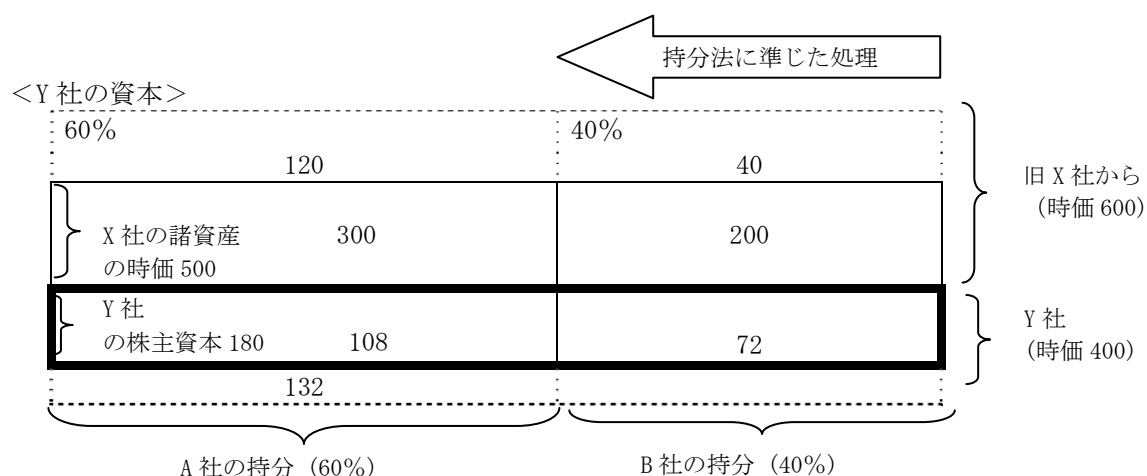 持分法に準じた処理
＜Y社の資本＞
60％ 40％
120 40
旧X社から
（時価600）
X社の諸資産 300 200
の時価500
Y社
の株主資本180 108 72
Y社
（時価400）
132
A社の持分（60％） B社の持分（40％）